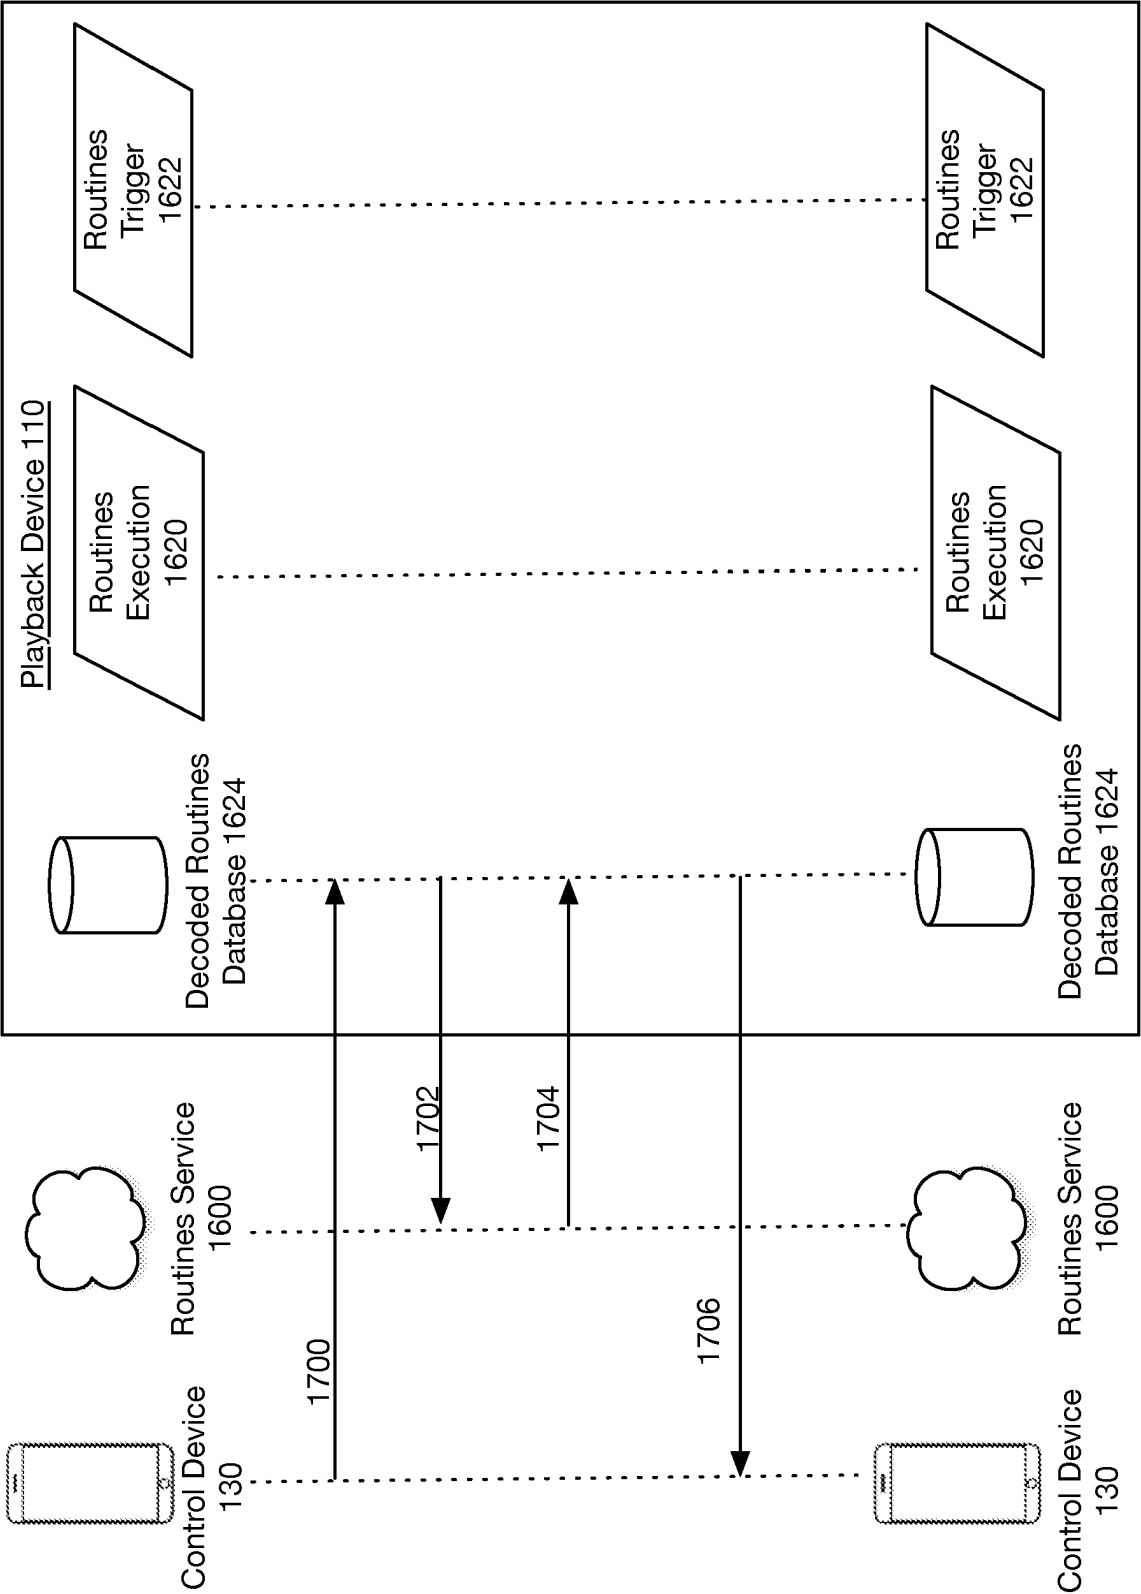 Playback Device 110
Control Device
130
Routines Service
1600
Decoded Routines
Database 1624
Routines
Execution
1620
Routines
Trigger
1622
1700
1702
1704
1706
Control Device
130
Routines Service
1600
Decoded Routines
Database 1624
Routines
Execution
1620
Routines
Trigger
1622